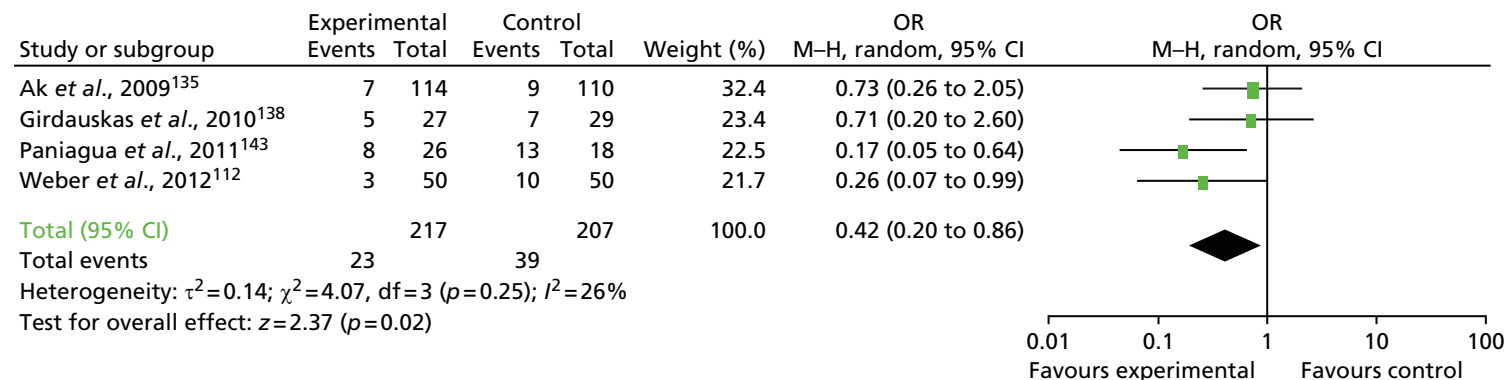 Experimental Control OR OR
Study or subgroup Events Total Events Total Weight (%) M–H, random, 95% CI M–H, random, 95% CI
Ak et al., 2009¹³⁵ 7 114 9 110 32.4 0.73 (0.26 to 2.05)
Girdauskas et al., 2010¹³⁸ 5 27 7 29 23.4 0.71 (0.20 to 2.60)
Paniagua et al., 2011¹⁴³ 8 26 13 18 22.5 0.17 (0.05 to 0.64)
Weber et al., 2012¹¹² 3 50 10 50 21.7 0.26 (0.07 to 0.99)
Total (95% CI) 217 207 100.0 0.42 (0.20 to 0.86)
Total events 23 39
Heterogeneity: τ²=0.14; χ²=4.07, df=3 (p=0.25); I²=26%
Test for overall effect: z=2.37 (p=0.02)
0.01 0.1 1 10 100
Favours experimental Favours control